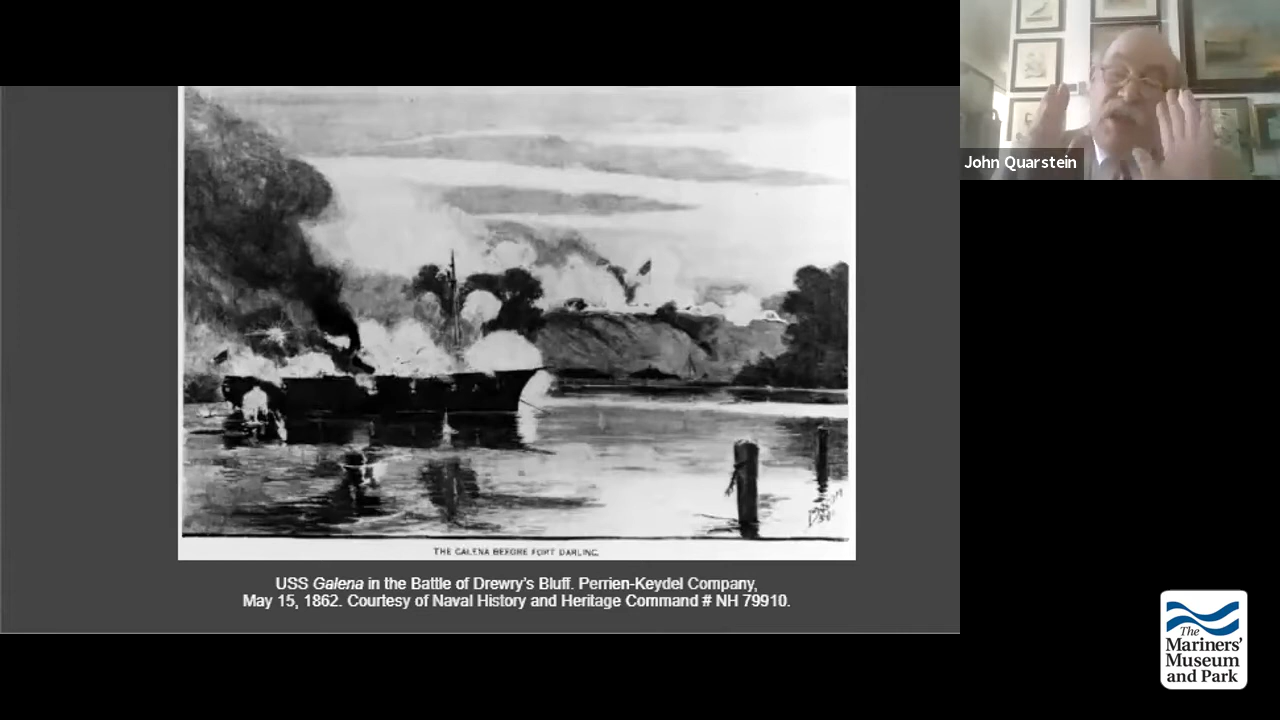 John Quarstein
THE GALENA BEFORE FORT DARLING.
USS Galena in the Battle of Drewry's Bluff. Perrien-Keydel Company,
May 15, 1862. Courtesy of Naval History and Heritage Command # NH 79910.
The
Mariners'
Museum
and Park